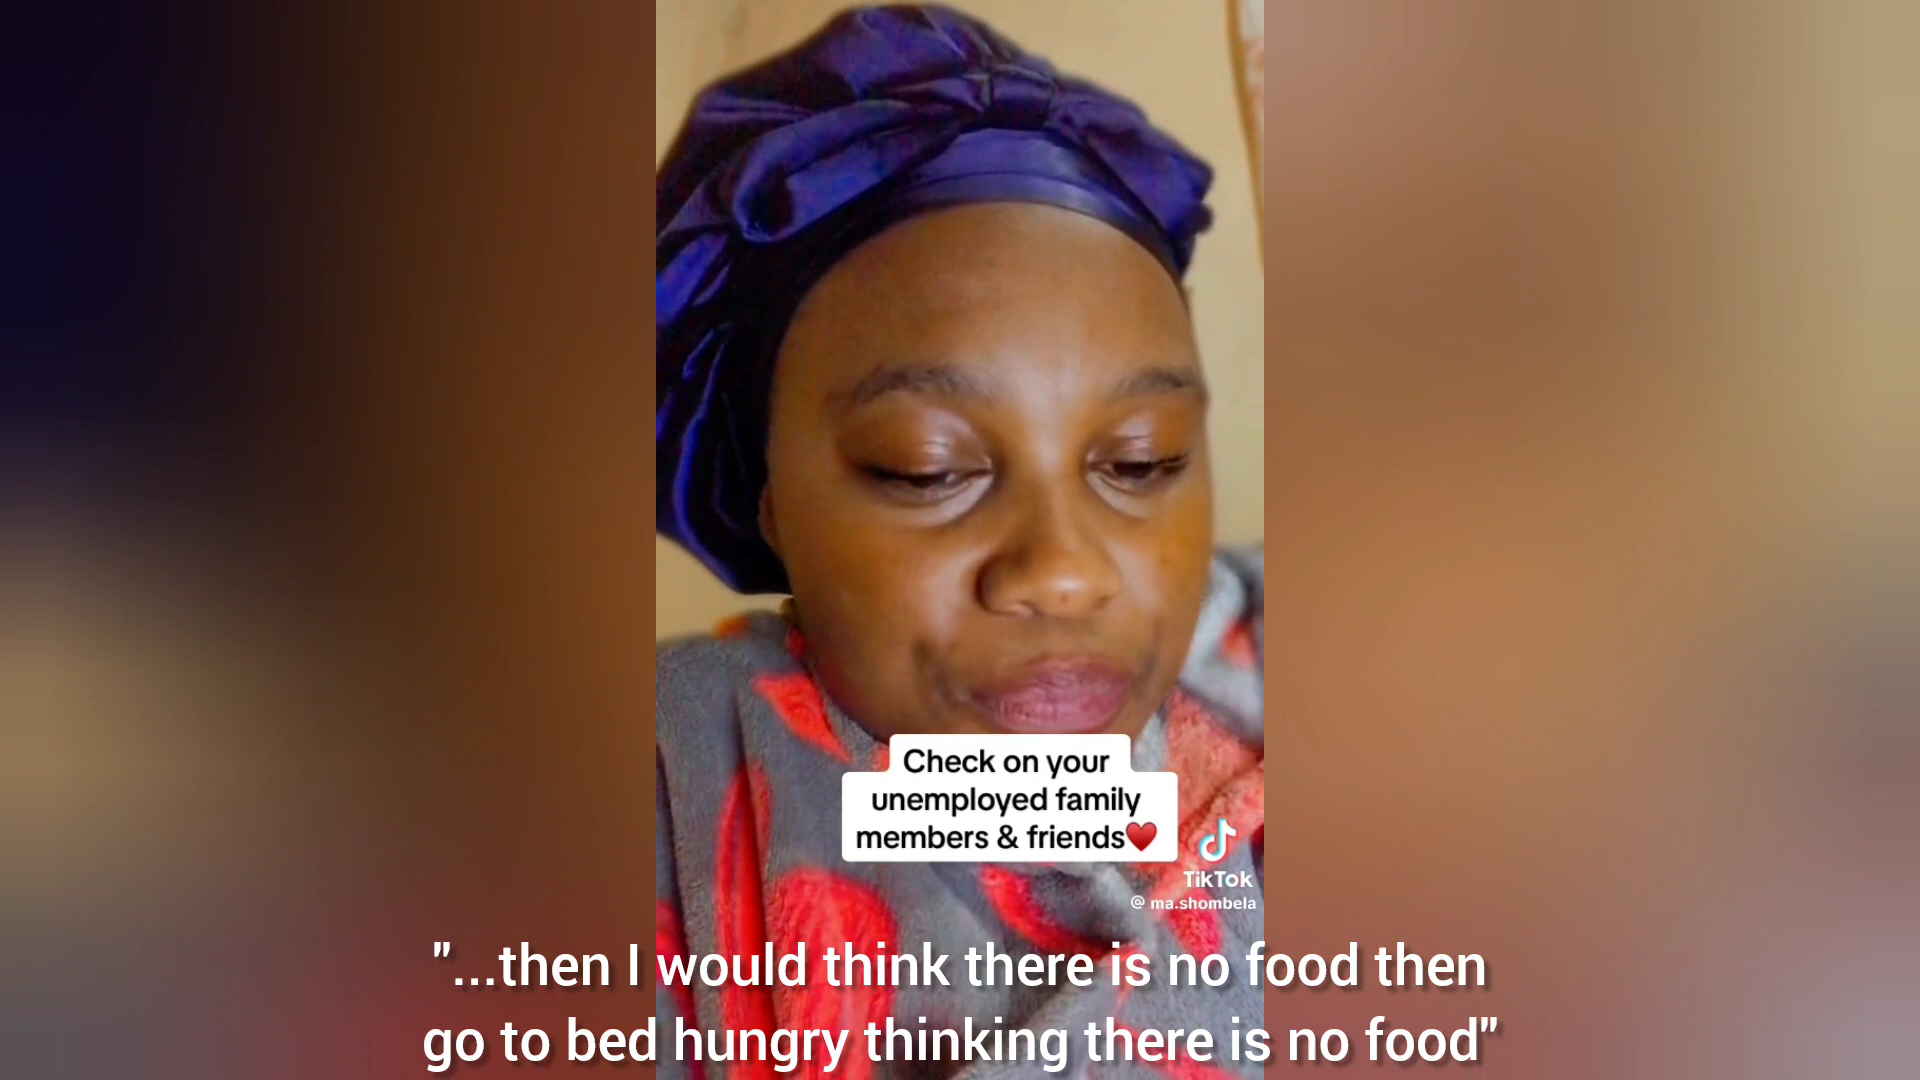 Check on your
unemployed family
members & friends❤️
TikTok
@ ma.shombela
"...then I would think there is no food then
go to bed hungry thinking there is no food"